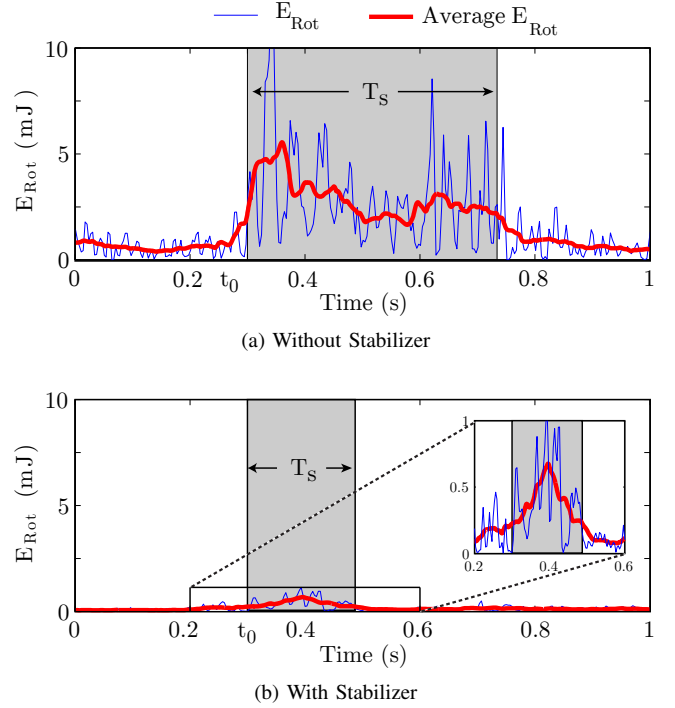 E_Rot Average E_Rot
10
5
0
E_Rot (mJ)
T_s
0 0.2 t_0 0.4 0.6 0.8 1
Time (s)
(a) Without Stabilizer
10
5
0
E_Rot (mJ)
T_s
1
0.5
0
0.2 0.4 0.6
0 0.2 t_0 0.4 0.6 0.8 1
Time (s)
(b) With Stabilizer